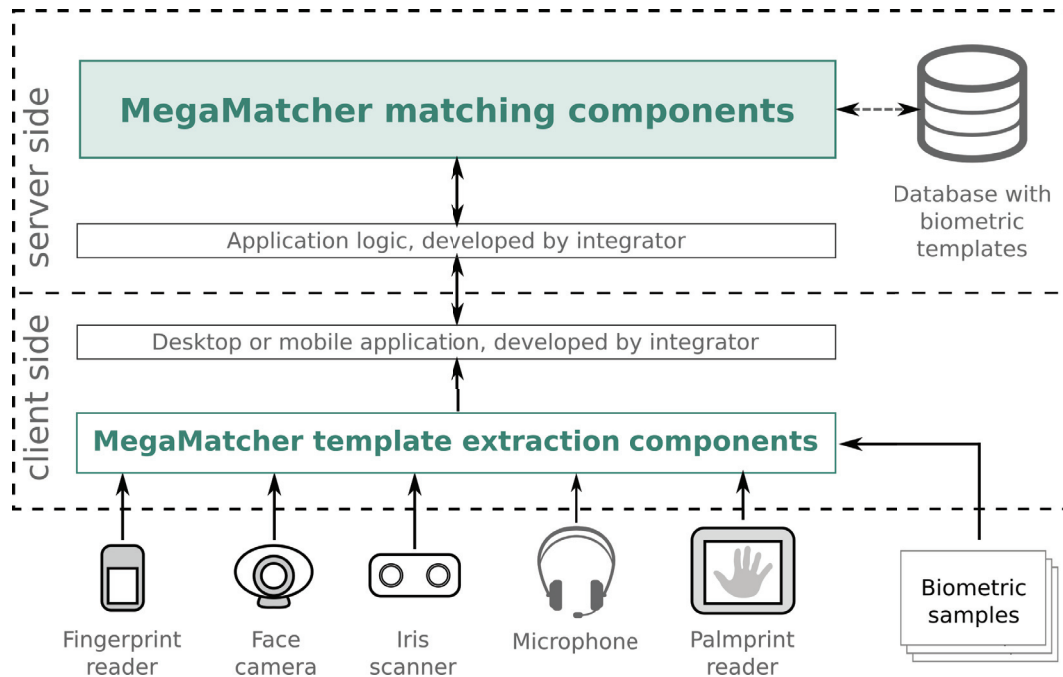 server side
MegaMatcher matching components
Database with
biometric
templates
Application logic, developed by integrator
client side
Desktop or mobile application, developed by integrator
MegaMatcher template extraction components
Fingerprint
reader
Face
camera
Iris
scanner
Microphone
Palmprint
reader
Biometric
samples